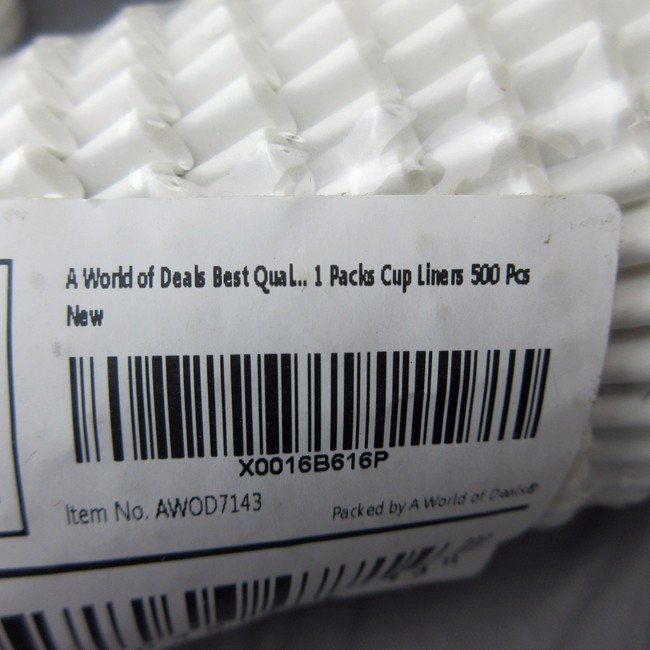 A World of Deals Best Qual... 1 Packs Cup Liners 500 Pcs
New
X0016B616P
Item No. AWOD7143
Packed by A World of Deals®